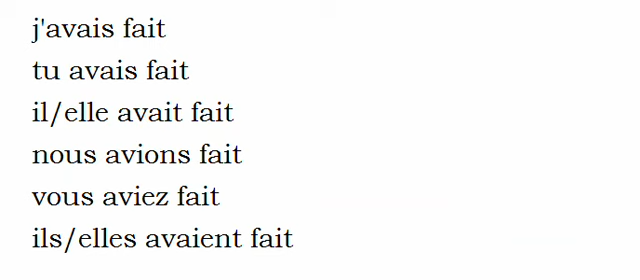 j'avais fait
tu avais fait
il/elle avait fait
nous avions fait
vous aviez fait
ils/elles avaient fait